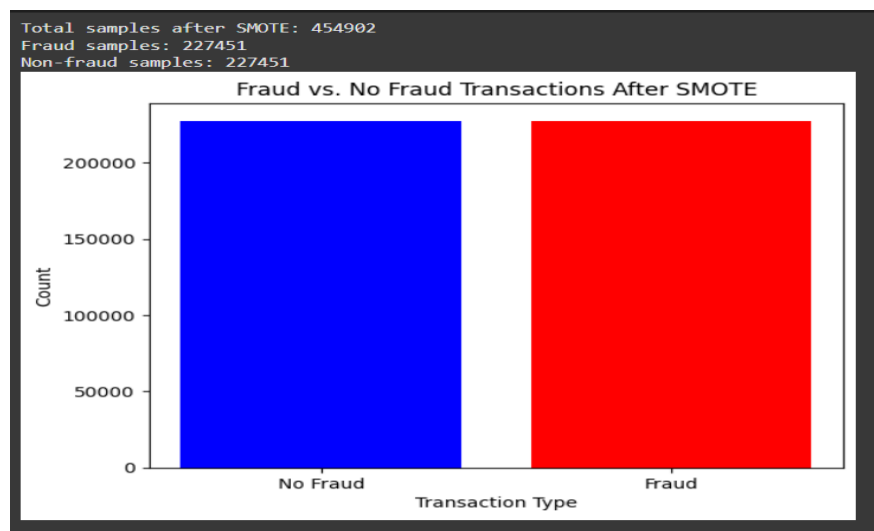 Total samples after SMOTE: 454902
Fraud samples: 227451
Non-fraud samples: 227451
Fraud vs. No Fraud Transactions After SMOTE
200000
150000
100000
50000
0
Count
No Fraud
Fraud
Transaction Type